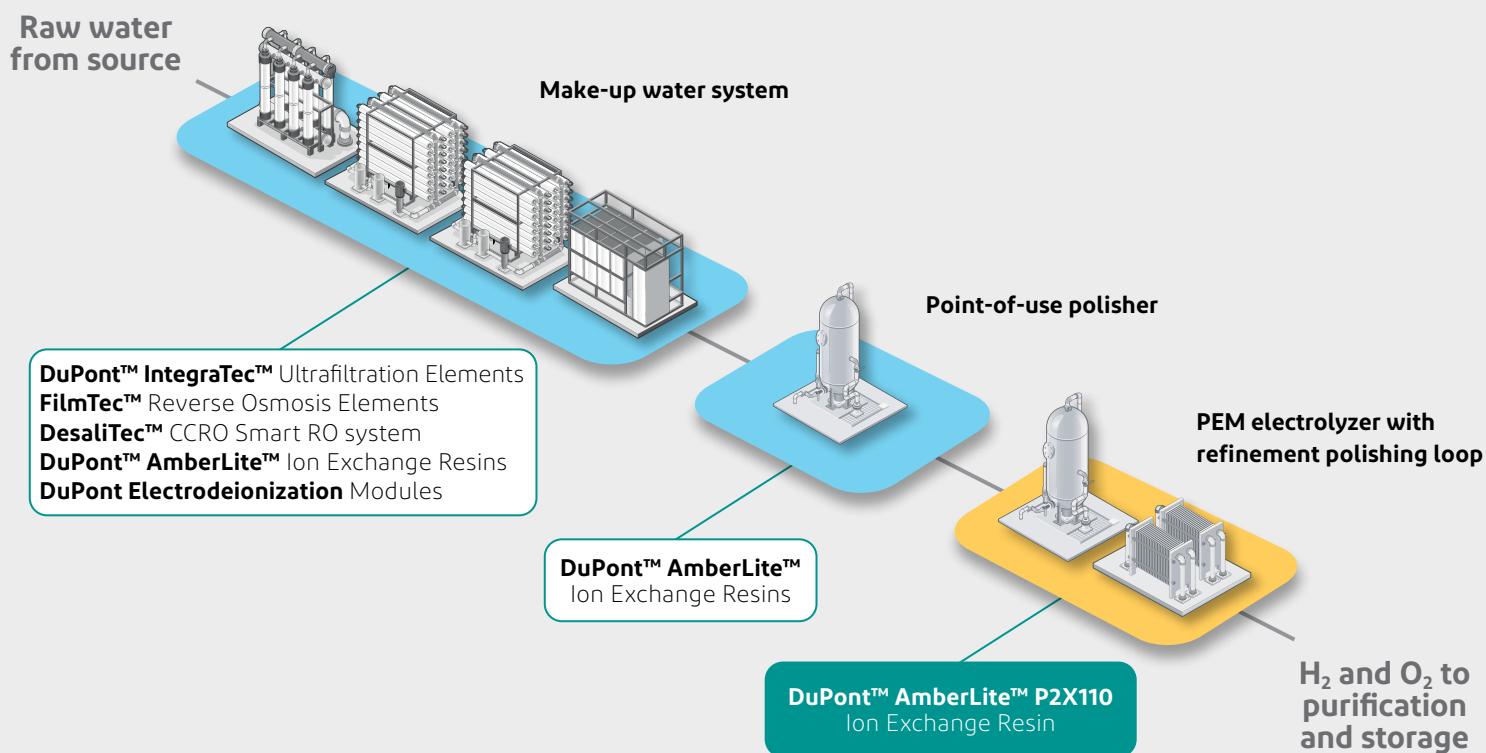 Raw water
from source
Make-up water system
DuPont™ IntegraTec™ Ultrafiltration Elements
FilmTec™ Reverse Osmosis Elements
DesaliTec™ CCRO Smart RO system
DuPont™ AmberLite™ Ion Exchange Resins
DuPont Electrodeionization Modules
Point-of-use polisher
DuPont™ AmberLite™
Ion Exchange Resins
PEM electrolyzer with
refinement polishing loop
DuPont™ AmberLite™ P2X110
Ion Exchange Resin
H₂ and O₂ to
purification
and storage